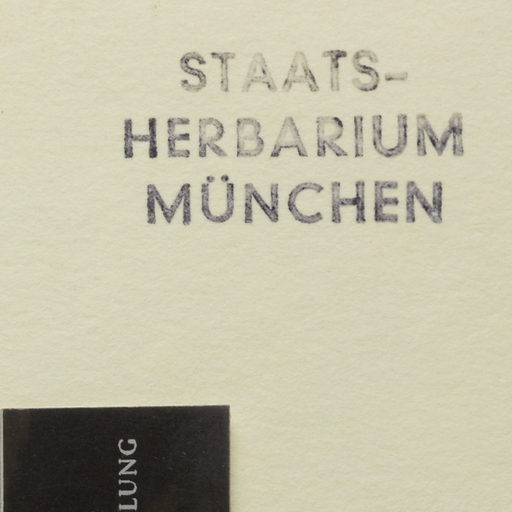 STAATS-
HERBARIUM
MÜNCHEN
LUNG